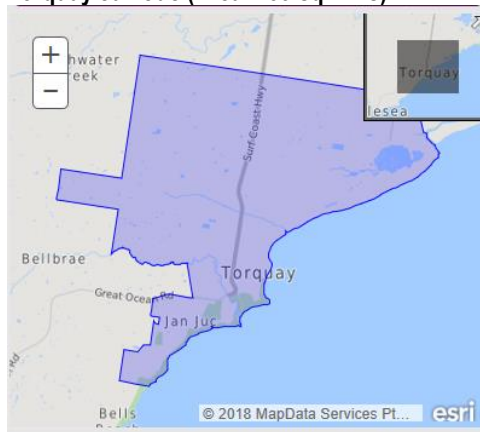 +
−
hwater
eek
Torquay
lesea
Surf Coast Hwy
Bellbrae
Torquay
Great Ocean Rd
Jan Juc
Rd
Bells
© 2018 MapData Services Pt...
esri